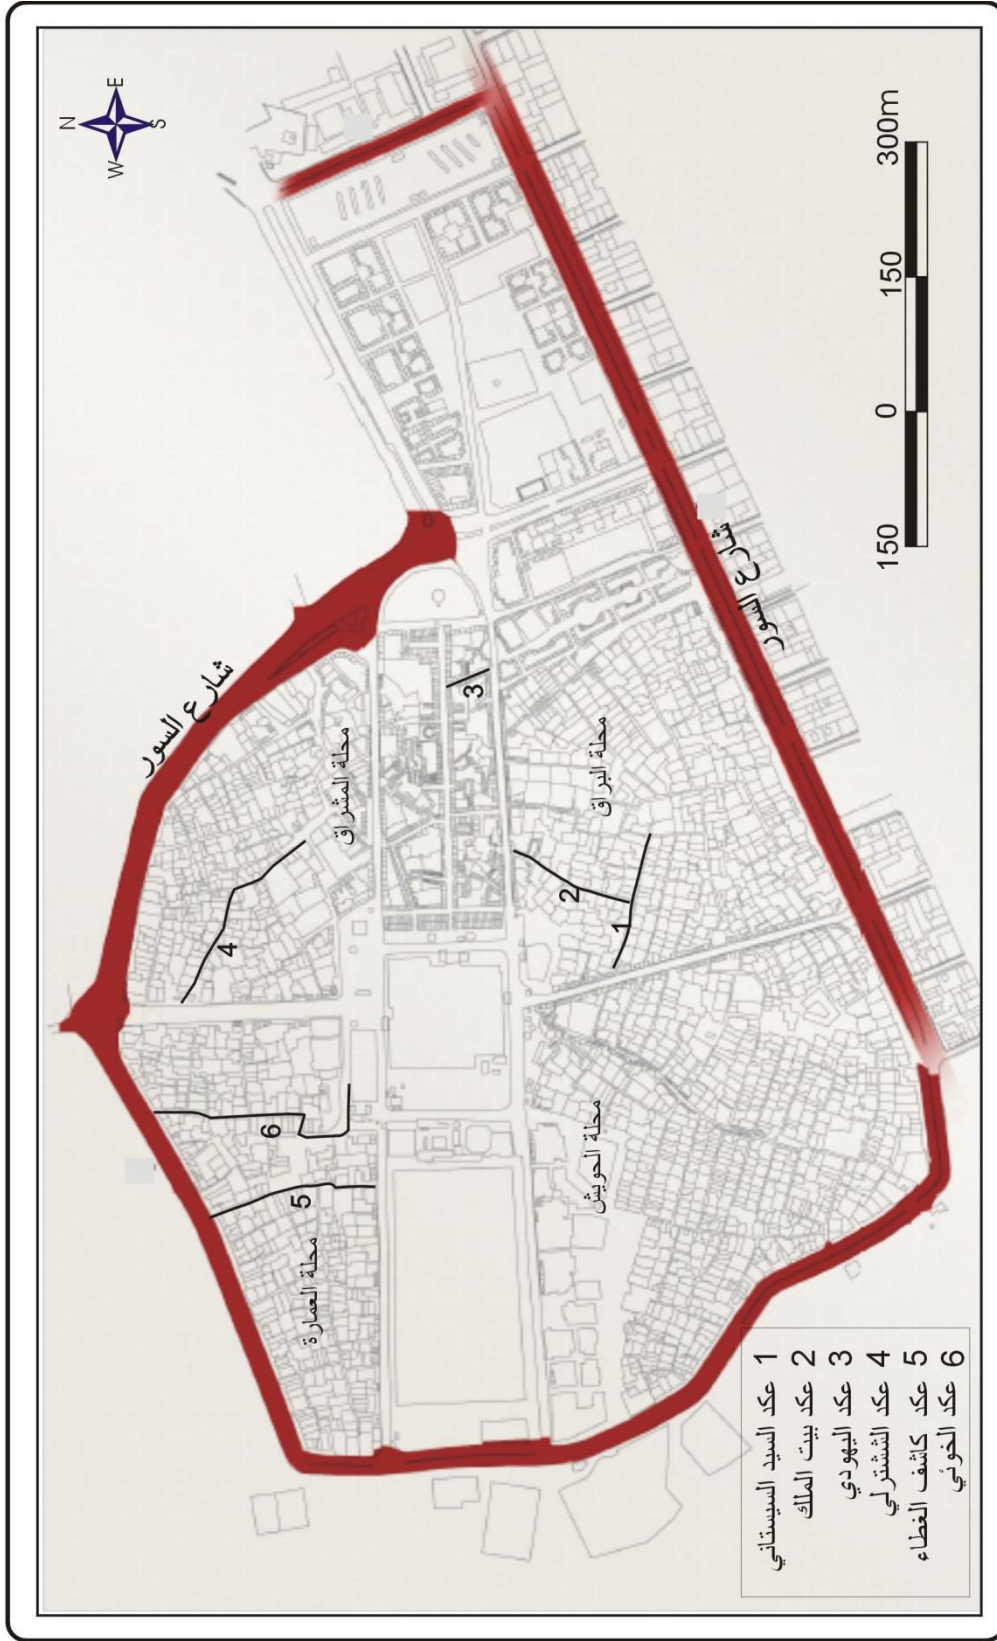 N
E
S
W
300m
150
0
150
شارع السور
شارع السور
محلة المشراق
محلة البراق
محلة العمارة
محلة الحويش
1
2
3
4
5
6
1 عكد السيد السيستاني
2 عكد بيت الملك
3 عكد اليهودي
4 عكد الششترلي
5 عكد كاشف الغطاء
6 عكد الخوئي